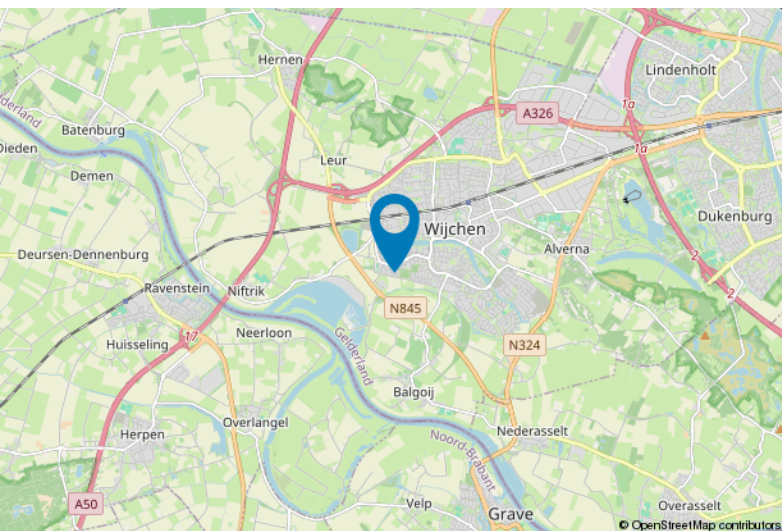 Hernen
Lindenholt
1a
A326
Gelderland
Batenburg
Dieden
Demen
Leur
1a
Dukenburg
Wijchen
Alverna
Deursen-Dennenburg
2
Ravenstein
Niftrik
2
N845
17
Neerloon
Huisseling
Gelderland
N324
Balgoij
Overlangel
Herpen
Nederasselt
Noord-Brabant
A50
Velp
Grave
Overasselt
© OpenStreetMap contributors